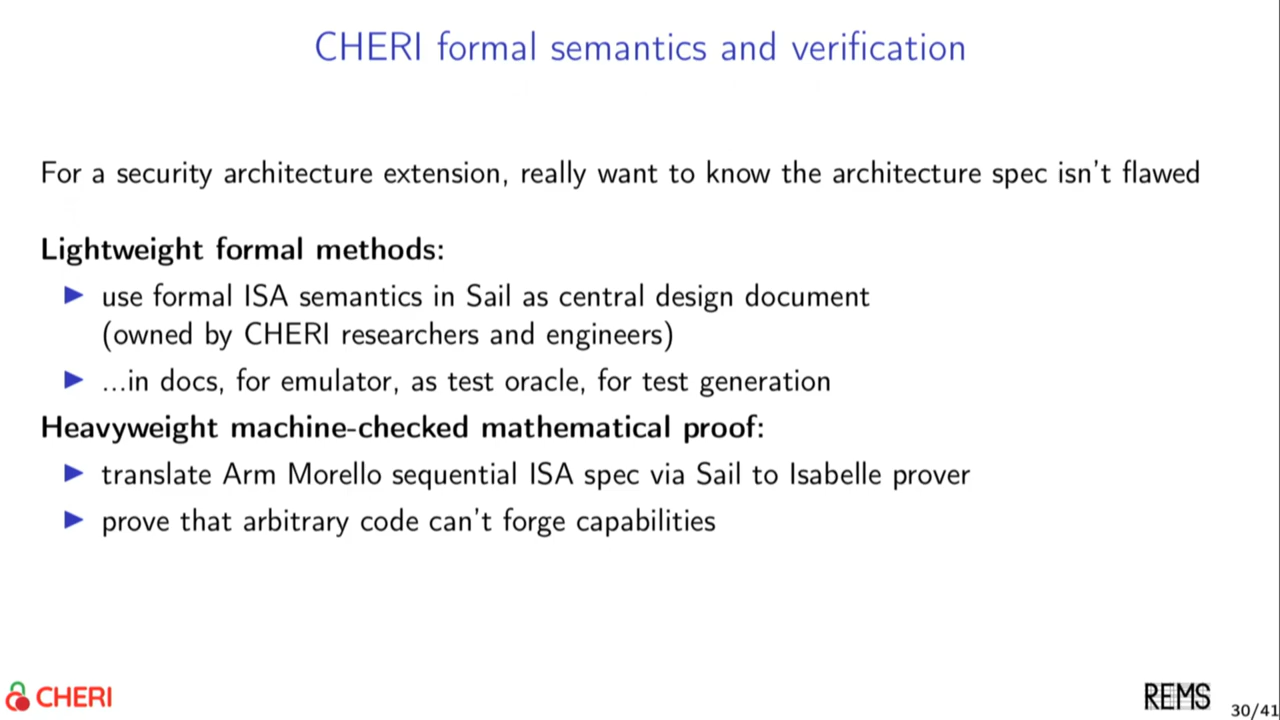 CHERI formal semantics and verification
For a security architecture extension, really want to know the architecture spec isn't flawed
Lightweight formal methods:
▶ use formal ISA semantics in Sail as central design document
(owned by CHERI researchers and engineers)
▶ ...in docs, for emulator, as test oracle, for test generation
Heavyweight machine-checked mathematical proof:
▶ translate Arm Morello sequential ISA spec via Sail to Isabelle prover
▶ prove that arbitrary code can't forge capabilities
CHERI
REMS
30/41